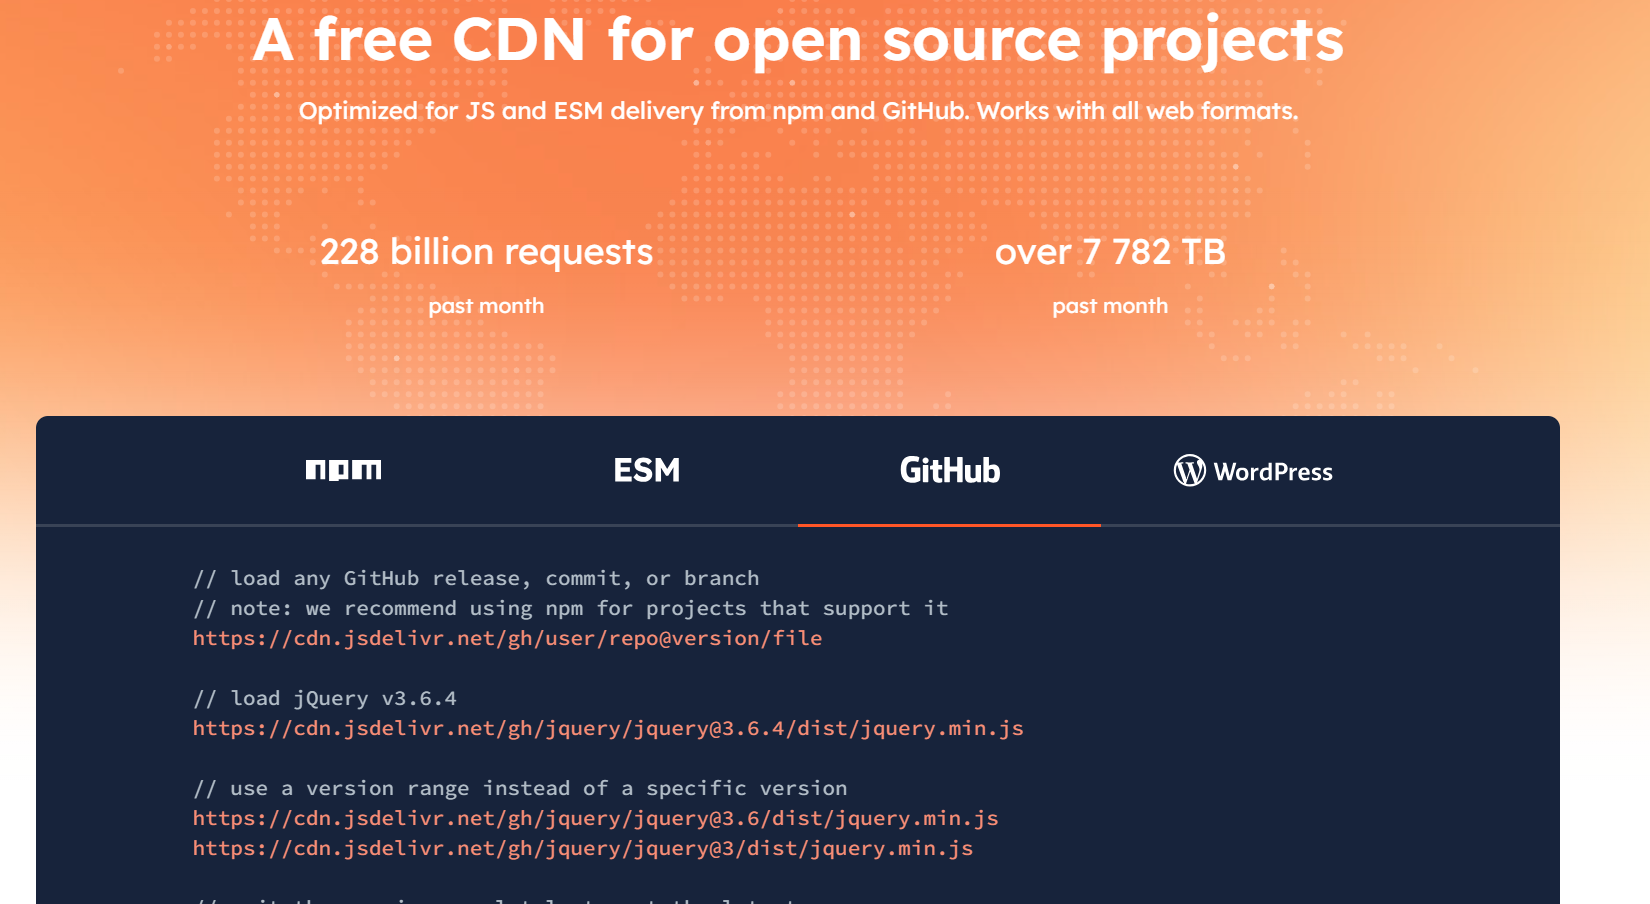 A free CDN for open source projects
Optimized for JS and ESM delivery from npm and GitHub. Works with all web formats.
228 billion requests
past month
over 7 782 TB
past month
npm
ESM
GitHub
WordPress
// load any GitHub release, commit, or branch
// note: we recommend using npm for projects that support it
https://cdn.jsdelivr.net/gh/user/repo@version/file
// load jQuery v3.6.4
https://cdn.jsdelivr.net/gh/jquery/jquery@3.6.4/dist/jquery.min.js
// use a version range instead of a specific version
https://cdn.jsdelivr.net/gh/jquery/jquery@3.6/dist/jquery.min.js
https://cdn.jsdelivr.net/gh/jquery/jquery@3/dist/jquery.min.js